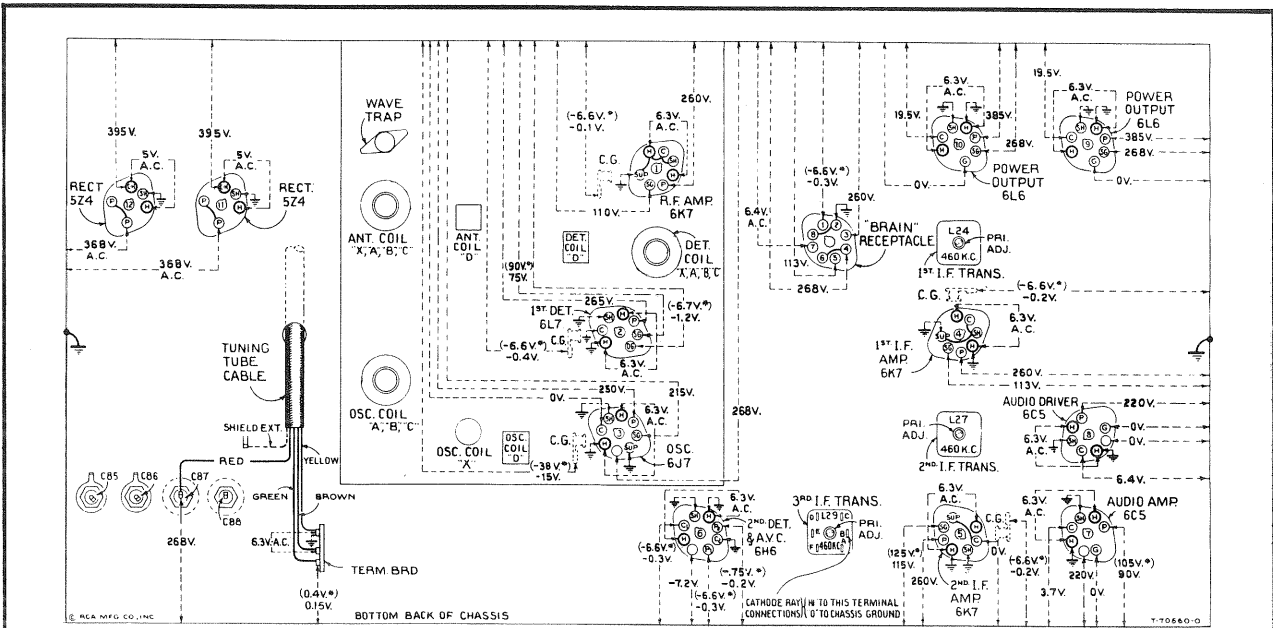 WAVE
TRAP
395V.
395V.
5V.
A.C.
5V.
A.C.
RECT
5Z4
RECT.
5Z4
12
11
368V.
A.C.
368V.
A.C.
ANT. COIL
"X, A, B, C"
ANT.
COIL
"D"
DET.
COIL
"D"
DET.
COIL
"X, A, B, C"
(-6.6V.*)
-0.1V.
C.G.
6.3V.
A.C.
260V.
R.F. AMP.
6K7
110V.
(90V.*)
75V.
265V.
1ST. DET.
6L7
C.G.
(-6.6V.*)
-0.4V.
(-6.7V.*)
-1.2V.
6.3V.
A.C.
TUNING
TUBE
CABLE
SHIELD EXT.
RED
YELLOW
GREEN
BROWN
C85
C86
C87
C88
268V.
6.3V. A.C.
TERM. BRD
(0.4V.*)
0.15V.
OSC. COIL
"A, B, C"
OSC. COIL
"X"
OSC.
COIL
"D"
250V.
0V.
6.3V.
A.C.
215V.
C.G.
OSC.
6J7
(-38V.*)
-15V.
268V.
6.4V.
A.C.
(-6.6V.*)
-0.3V.
260V.
"BRAIN"
RECEPTACLE
113V.
268V.
19.5V.
6.3V.
A.C.
385V.
268V.
POWER
OUTPUT
6L6
0V.
19.5V.
6.3V.
A.C.
POWER
OUTPUT
6L6
385V.
268V.
0V.
L24
460 K.C.
PRI.
ADJ.
1ST. I.F. TRANS.
C.G.
(-6.6V.*)
-0.2V.
6.3V.
A.C.
1ST. I.F.
AMP.
6K7
260V.
113V.
AUDIO DRIVER
6C5
220V.
0V.
0V.
6.3V.
A.C.
6.4V.
PRI.
ADJ.
L27
460 K.C.
2ND. I.F. TRANS.
6.3V.
A.C.
2ND. DET.
& A.V.C.
6H6
(-6.6V.*)
-0.3V.
-7.2V.
(-6.6V.*)
-0.3V.
(-.75V.*)
-0.2V.
3RD I.F. TRANS.
L29
460KC
PRI.
ADJ.
CATHODE RAY "N" TO THIS TERMINAL
CONNECTIONS "O" TO CHASSIS GROUND
6.3V.
A.C.
C.G.
(125V.*)
115V.
260V.
2ND I.F.
AMP.
6K7
0V.
(-6.6V.*)
-0.2V.
6.3V.
A.C.
AUDIO AMP.
6C5
(105V.*)
90V.
3.7V.
220V.
0V.
© RCA MFG CO., INC
BOTTOM BACK OF CHASSIS
T-70660-0